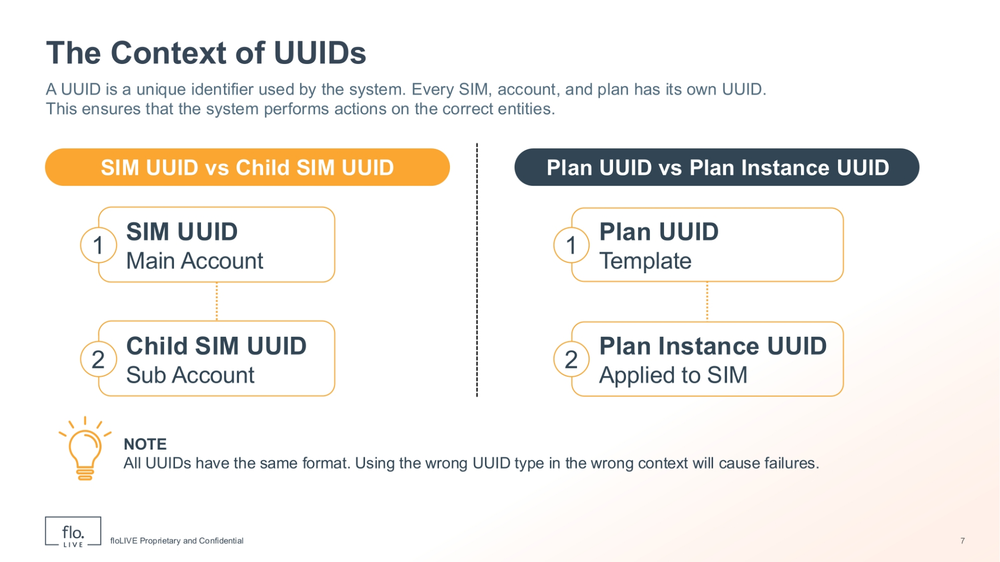 The Context of UUIDs
A UUID is a unique identifier used by the system. Every SIM, account, and plan has its own UUID.
This ensures that the system performs actions on the correct entities.
SIM UUID vs Child SIM UUID
1
SIM UUID
Main Account
2
Child SIM UUID
Sub Account
Plan UUID vs Plan Instance UUID
1
Plan UUID
Template
2
Plan Instance UUID
Applied to SIM
NOTE
All UUIDs have the same format. Using the wrong UUID type in the wrong context will cause failures.
flo.
LIVE
floLIVE Proprietary and Confidential
7